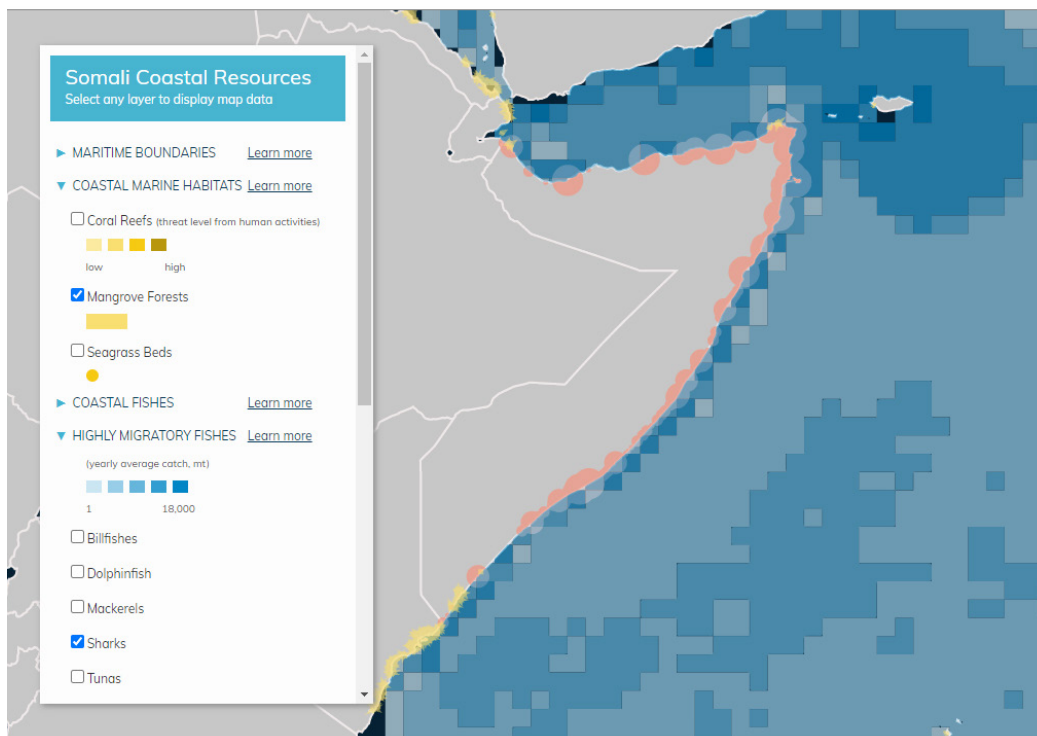 Somali Coastal Resources
Select any layer to display map data
MARITIME BOUNDARIES Learn more
COASTAL MARINE HABITATS Learn more
Coral Reefs (threat level from human activities)
low high
Mangrove Forests
Seagrass Beds
COASTAL FISHES Learn more
HIGHLY MIGRATORY FISHES Learn more
(yearly average catch, mt)
1 18,000
Billfishes
Dolphinfish
Mackerels
Sharks
Tunas